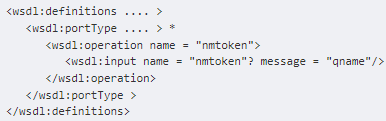 <wsdl:definitions .... >
<wsdl:portType .... > *
<wsdl:operation name = "nmtoken">
<wsdl:input name = "nmtoken"? message = "qname"/>
</wsdl:operation>
</wsdl:portType >
</wsdl:definitions>